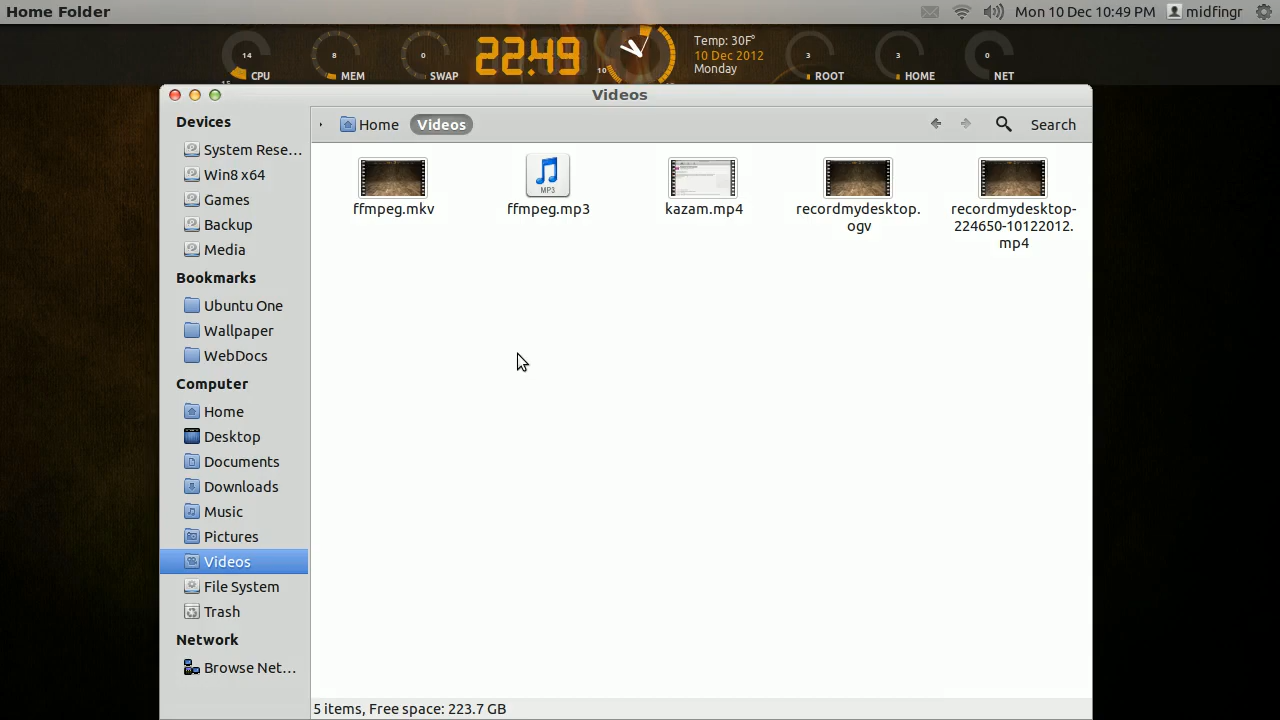 Home Folder
Mon 10 Dec 10:49 PM
midfingr
14
CPU
8
MEM
0
SWAP
22:49
10
Temp: 30F°
10 Dec 2012
Monday
3
ROOT
3
HOME
0
NET
Videos
Devices
System Rese...
Win8 x64
Games
Backup
Media
Bookmarks
Ubuntu One
Wallpaper
WebDocs
Computer
Home
Desktop
Documents
Downloads
Music
Pictures
Videos
File System
Trash
Network
Browse Net...
Home
Videos
Search
ffmpeg.mkv
MP3
ffmpeg.mp3
kazam.mp4
recordmydesktop.
ogv
recordmydesktop-
224650-10122012.
mp4
5 items, Free space: 223.7 GB